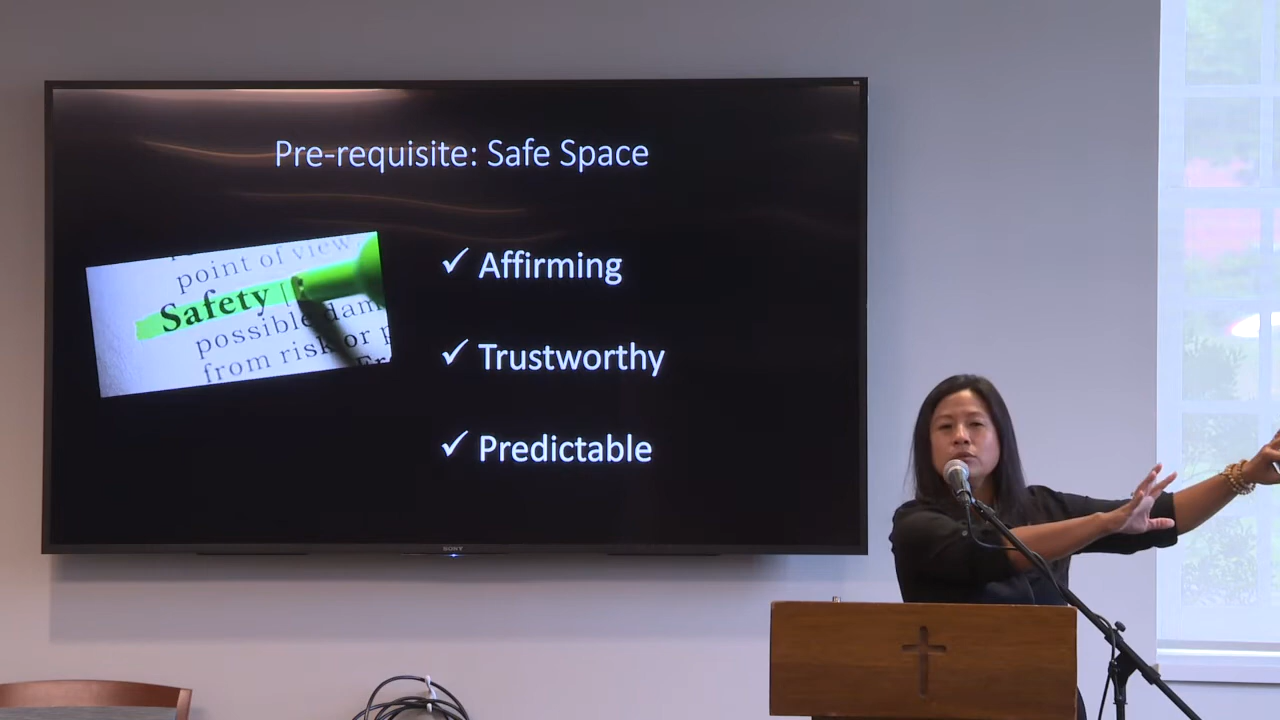 Pre-requisite: Safe Space
point of view
Safety [
possible dam
from risk or p
✓ Affirming
✓ Trustworthy
✓ Predictable
SONY